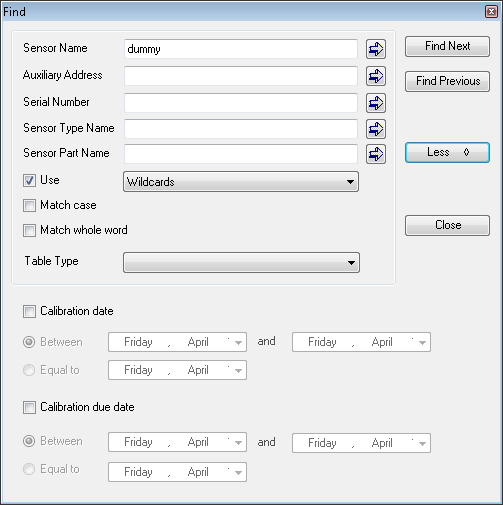 Find
Sensor Name dummy Find Next
Auxiliary Address Find Previous
Serial Number
Sensor Type Name
Sensor Part Name Less ◊
Use Wildcards
Match case
Match whole word Close
Table Type
Calibration date
Between Friday , April and Friday , April
Equal to Friday , April
Calibration due date
Between Friday , April and Friday , April
Equal to Friday , April